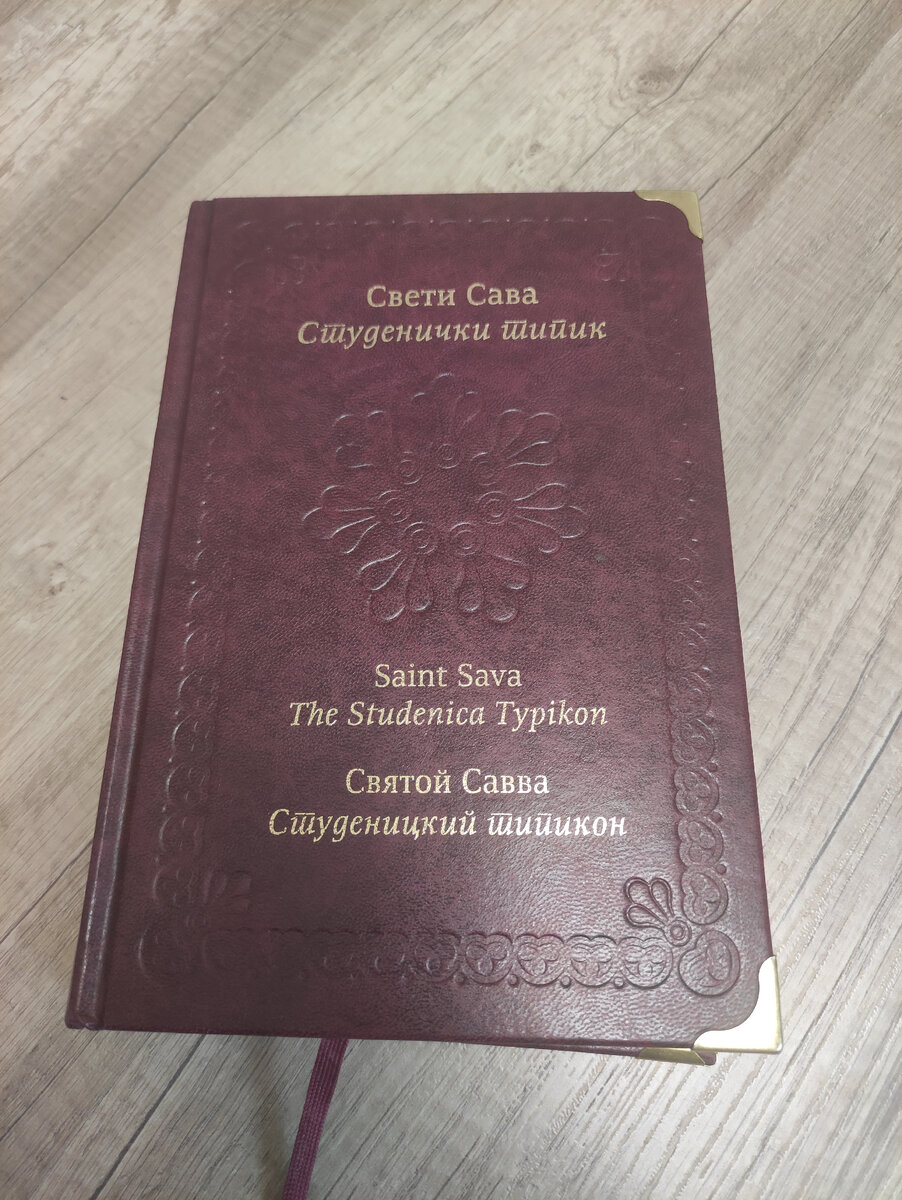 Свети Сава
Студенички типик
Saint Sava
The Studenica Typikon
Святой Савва
Студеницкий типикон